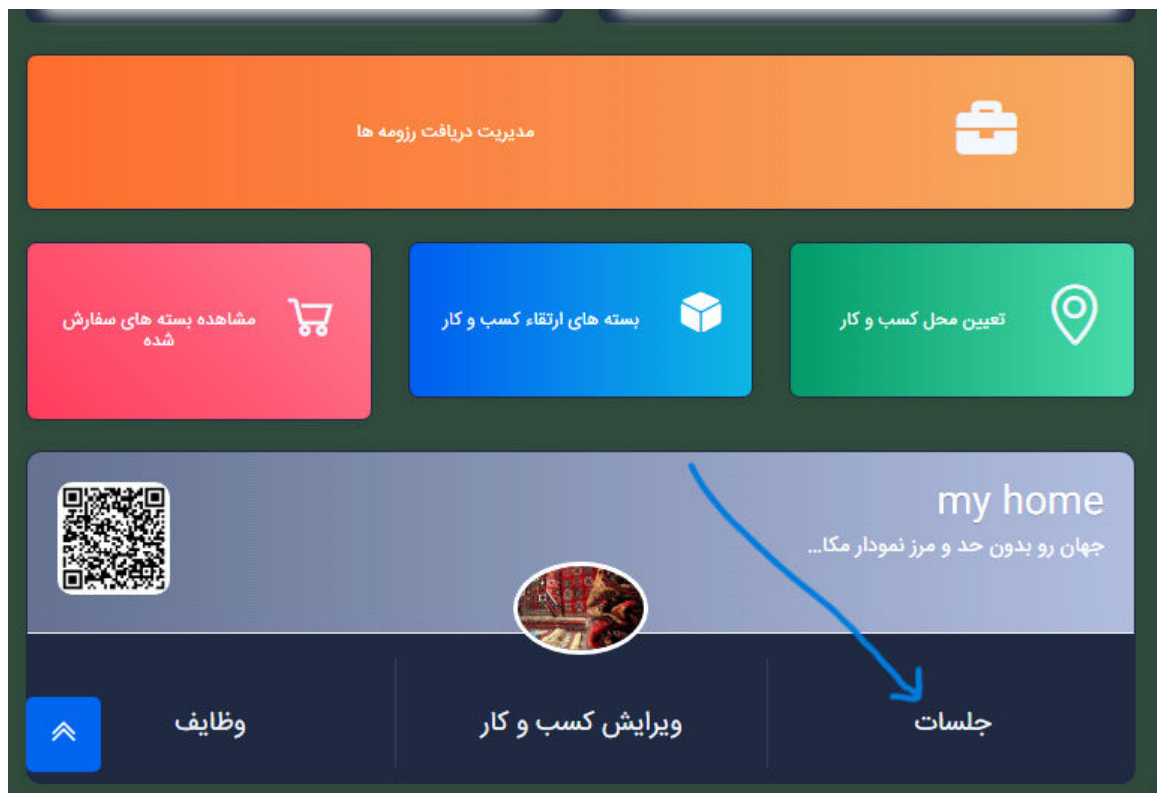 مدیریت دریافت رزومه ها
تعیین محل کسب و کار
بسته های ارتقاء کسب و کار
مشاهده بسته های سفارش
شده
my home
جهان رو بدون حد و مرز نمودار مکا...
جلسات
ویرایش کسب و کار
وظایف